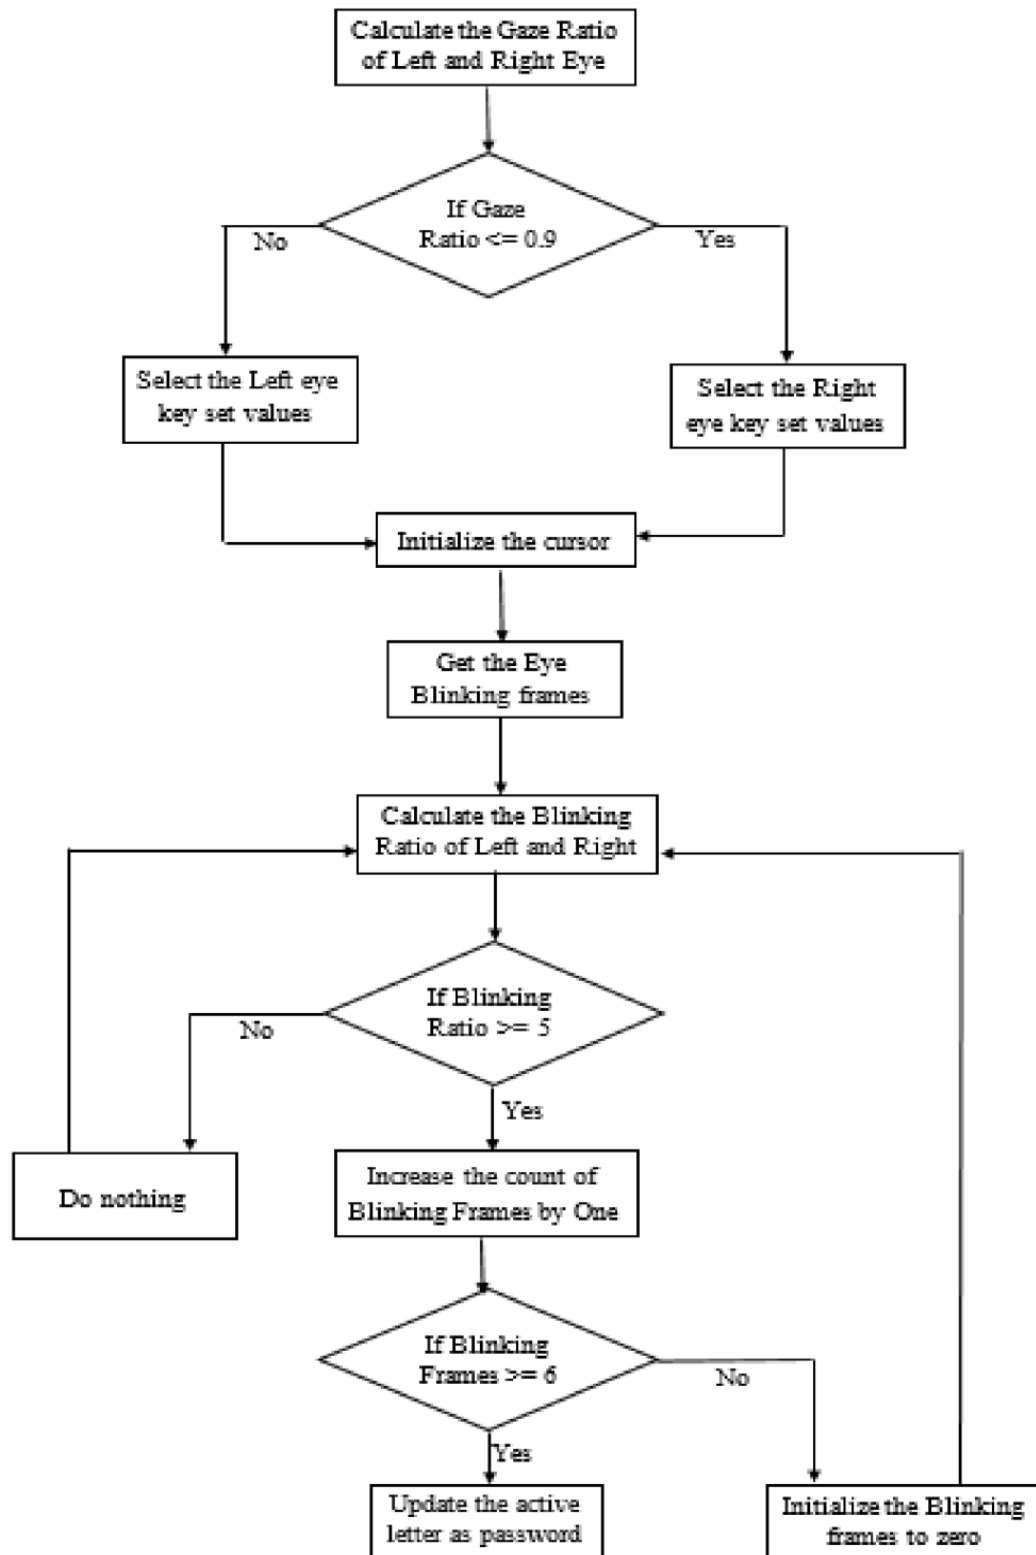 Calculate the Gaze Ratio
of Left and Right Eye
If Gaze
Ratio <= 0.9
No
Yes
Select the Left eye
key set values
Select the Right
eye key set values
Initialize the cursor
Get the Eye
Blinking frames
Calculate the Blinking
Ratio of Left and Right
If Blinking
Ratio >= 5
No
Yes
Do nothing
Increase the count of
Blinking Frames by One
If Blinking
Frames >= 6
No
Yes
Update the active
letter as password
Initialize the Blinking
frames to zero